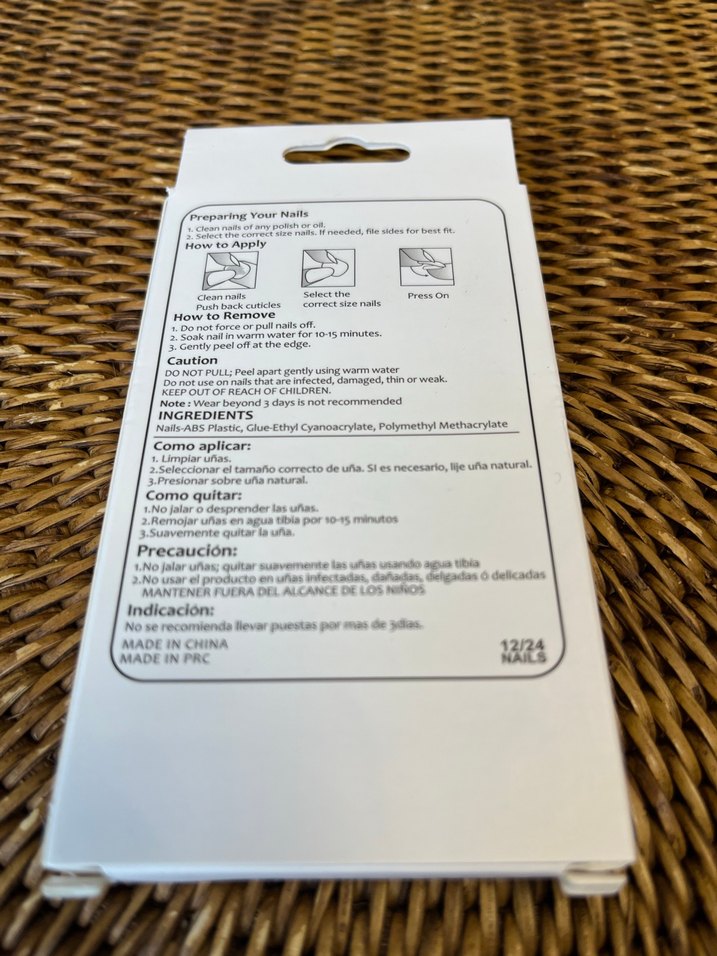 Preparing Your Nails
1. Clean nails of any polish or oil.
2. Select the correct size nails. If needed, file sides for best fit.
How to Apply
Clean nails
Push back cuticles
Select the
correct size nails
Press On
How to Remove
1. Do not force or pull nails off.
2. Soak nail in warm water for 10-15 minutes.
3. Gently peel off at the edge.
Caution
DO NOT PULL; Peel apart gently using warm water
Do not use on nails that are infected, damaged, thin or weak.
KEEP OUT OF REACH OF CHILDREN.
Note : Wear beyond 3 days is not recommended
INGREDIENTS
Nails-ABS Plastic, Glue-Ethyl Cyanoacrylate, Polymethyl Methacrylate
Como aplicar:
1. Limpiar uñas.
2.Seleccionar el tamaño correcto de uña. SI es necesario, lije uña natural.
3.Presionar sobre uña natural.
Como quitar:
1.No jalar o desprender las uñas.
2.Remojar uñas en agua tibia por 10-15 minutos
3.Suavemente quitar la uña.
Precaución:
1.No jalar uñas; quitar suavemente las uñas usando agua tibia
2.No usar el producto en uñas infectadas, dañadas, delgadas ó delicadas
MANTENER FUERA DEL ALCANCE DE LOS NIÑOS
Indicación:
No se recomienda llevar puestas por mas de 3dias.
MADE IN CHINA
MADE IN PRC
12/24
NAILS